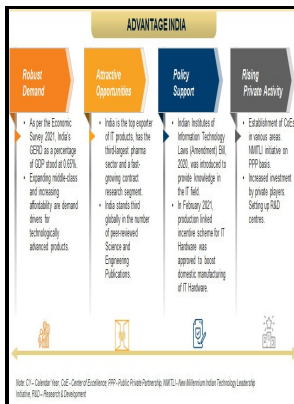 ADVANTAGE INDIA
Robust
Demand
As per the Economic
Survey 2021, India's
GERD as a percentage
of GDP stood at 0.65%.
Expanding middle-class
and increasing
affordability are demand
drivers for
technologically
advanced products.
Attractive
Opportunities
India is the top exporter
of IT products, has the
third-largest pharma
sector and a fast-
growing contract
research segment.
India stands third
globally in the number
of peer-reviewed
Science and
Engineering
Publications.
Policy
Support
Indian Institutes of
Information Technology
Laws (Amendment) Bill,
2020, was introduced to
provide knowledge in
the IT field.
In February 2021,
production linked
incentive scheme for IT
Hardware was
approved to boost
domestic manufacturing
of IT Hardware.
Rising
Private Activity
Establishment of CoEs
in various areas.
NMITLI initiative on
PPP basis.
Increased investment
by private players.
Setting up R&D
centres.
Note: CY – Calendar Year, CoE - Center of Excellence, PPP - Public Private Partnership, NMITLI - New Millennium Indian Technology Leadership
Initiative, R&D – Research & Development